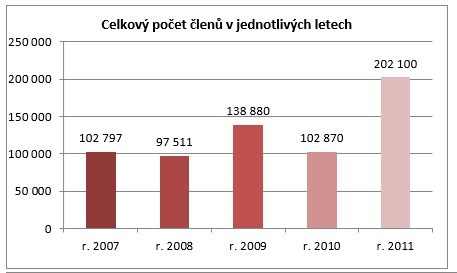 Celkový počet členů v jednotlivých letech
250 000
200 000
150 000
100 000
50 000
0
102 797
97 511
138 880
102 870
202 100
r. 2007
r. 2008
r. 2009
r. 2010
r. 2011